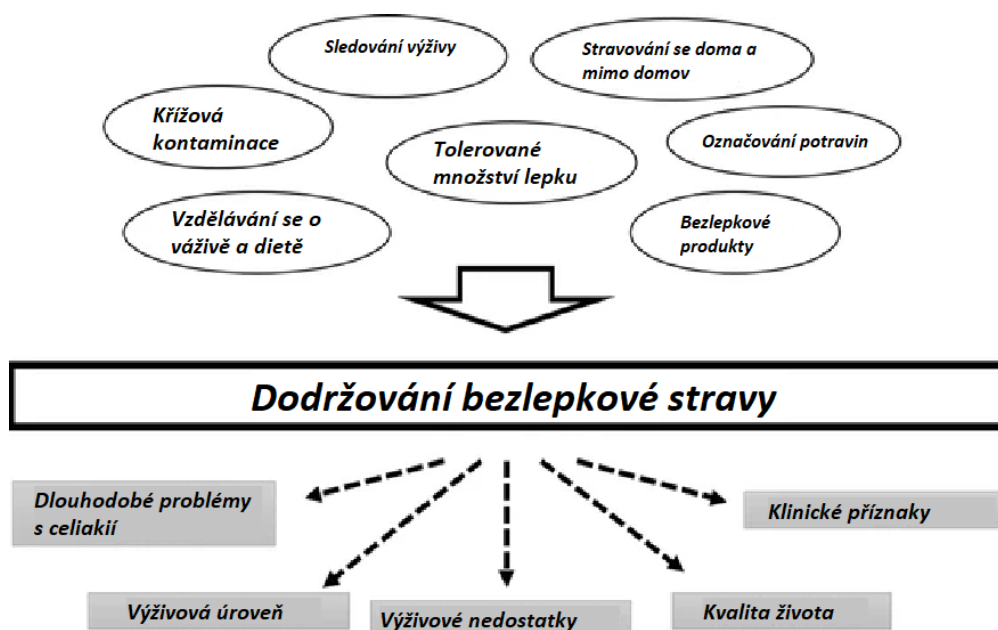 Sledování výživy
Stravování se doma a
mimo domov
Křížová
kontaminace
Tolerované
množství lepku
Označování potravin
Vzdělávání se o
váživě a dietě
Bezlepkové
produkty
Dodržování bezlepkové stravy
Dlouhodobé problémy
s celiakií
Klinické příznaky
Výživová úroveň
Výživové nedostatky
Kvalita života